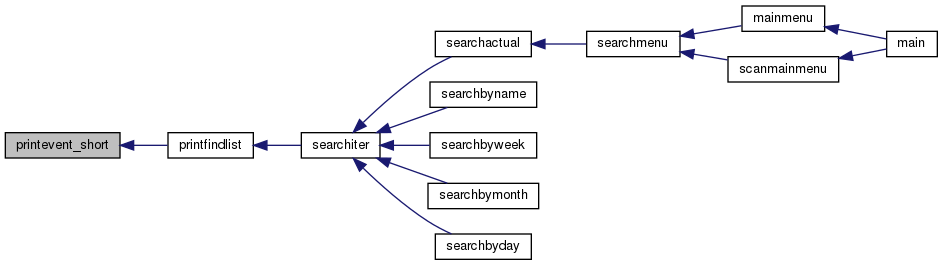 printevent_short
printfindlist
searchiter
searchactual
searchmenu
mainmenu
main
scanmainmenu
searchbyname
searchbyweek
searchbymonth
searchbyday